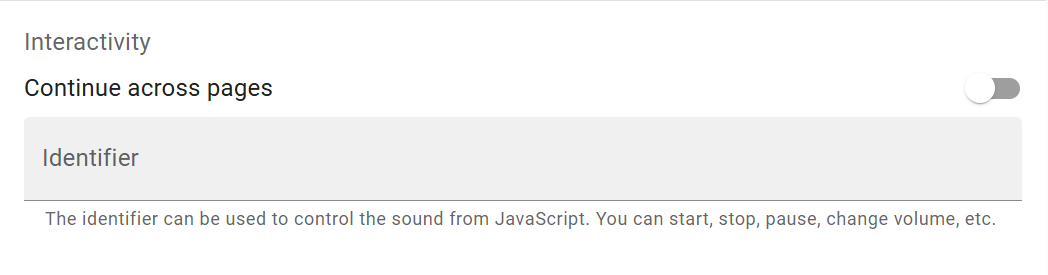 Interactivity
Continue across pages
Identifier
The identifier can be used to control the sound from JavaScript. You can start, stop, pause, change volume, etc.